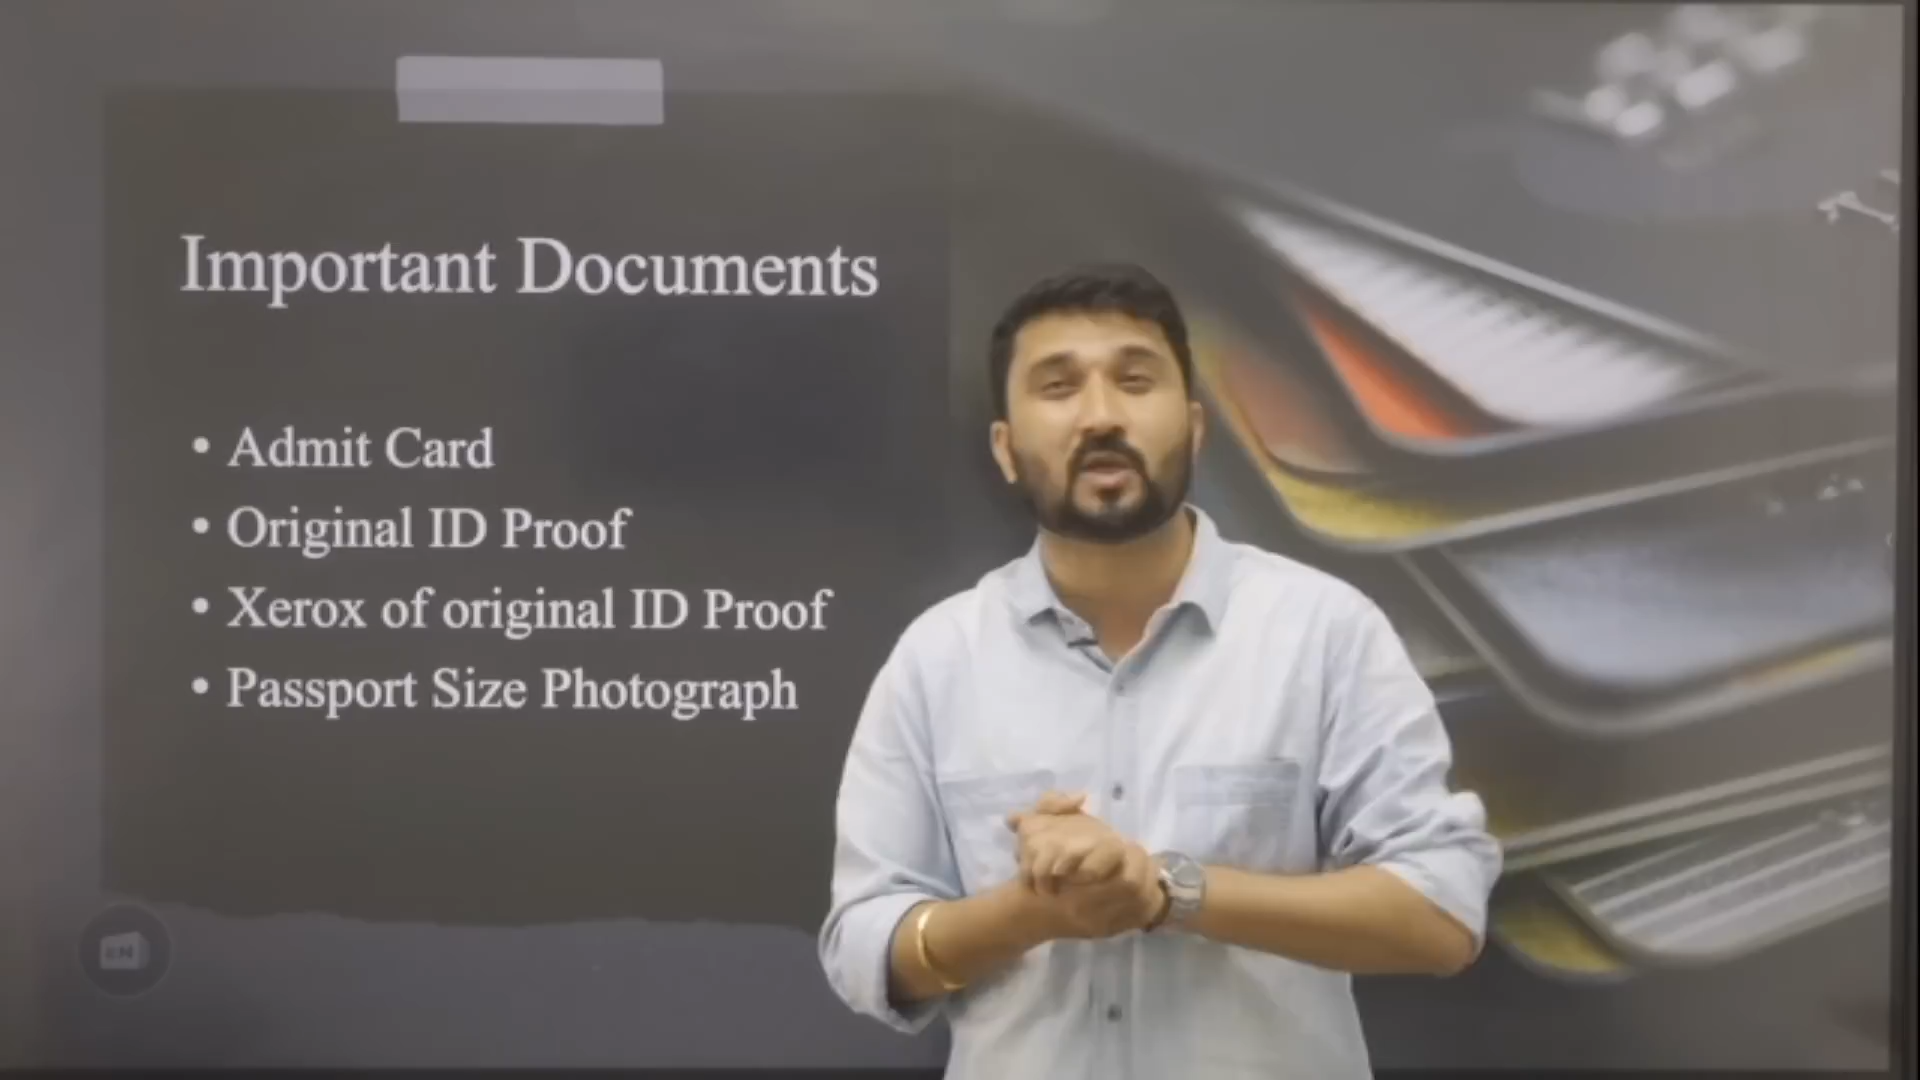 Important Documents
• Admit Card
• Original ID Proof
• Xerox of original ID Proof
• Passport Size Photograph